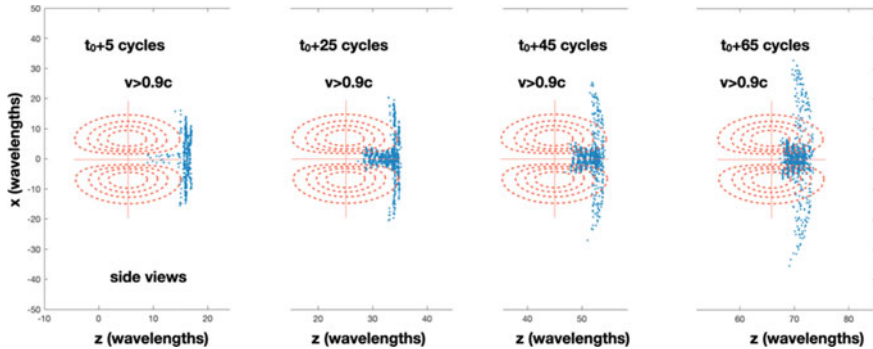 t₀+5 cycles
v>0.9c
side views
x (wavelengths)
50
40
30
20
10
0
-10
-20
-30
-40
-50
-10 0 10 20
z (wavelengths)
t₀+25 cycles
v>0.9c
20 30 40
z (wavelengths)
t₀+45 cycles
v>0.9c
40 50 60
z (wavelengths)
t₀+65 cycles
v>0.9c
60 70 80
z (wavelengths)